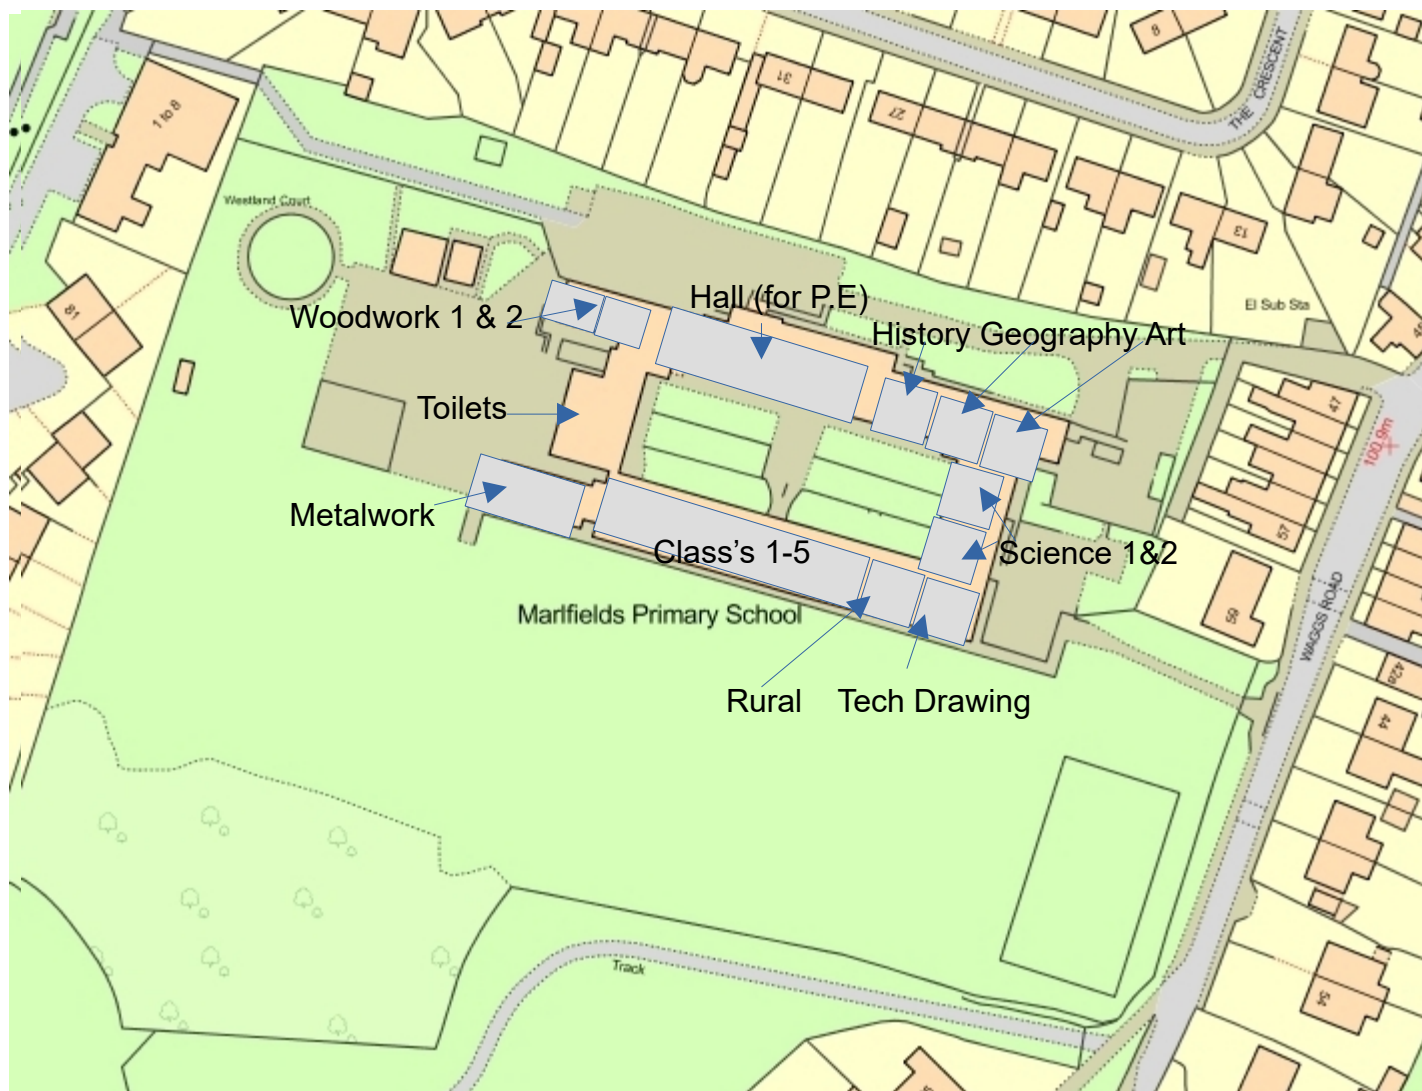 THE CRESCENT
8
31
27
1 to 8
Westland Court
13
El Sub Sta
Hall (for P.E)
Woodwork 1 & 2
History Geography Art
81
Toilets
47
100.9m
Metalwork
57
Class's 1-5
Science 1&2
Marlfields Primary School
59
WAGGS ROAD
Rural Tech Drawing
42a
44
Track
54